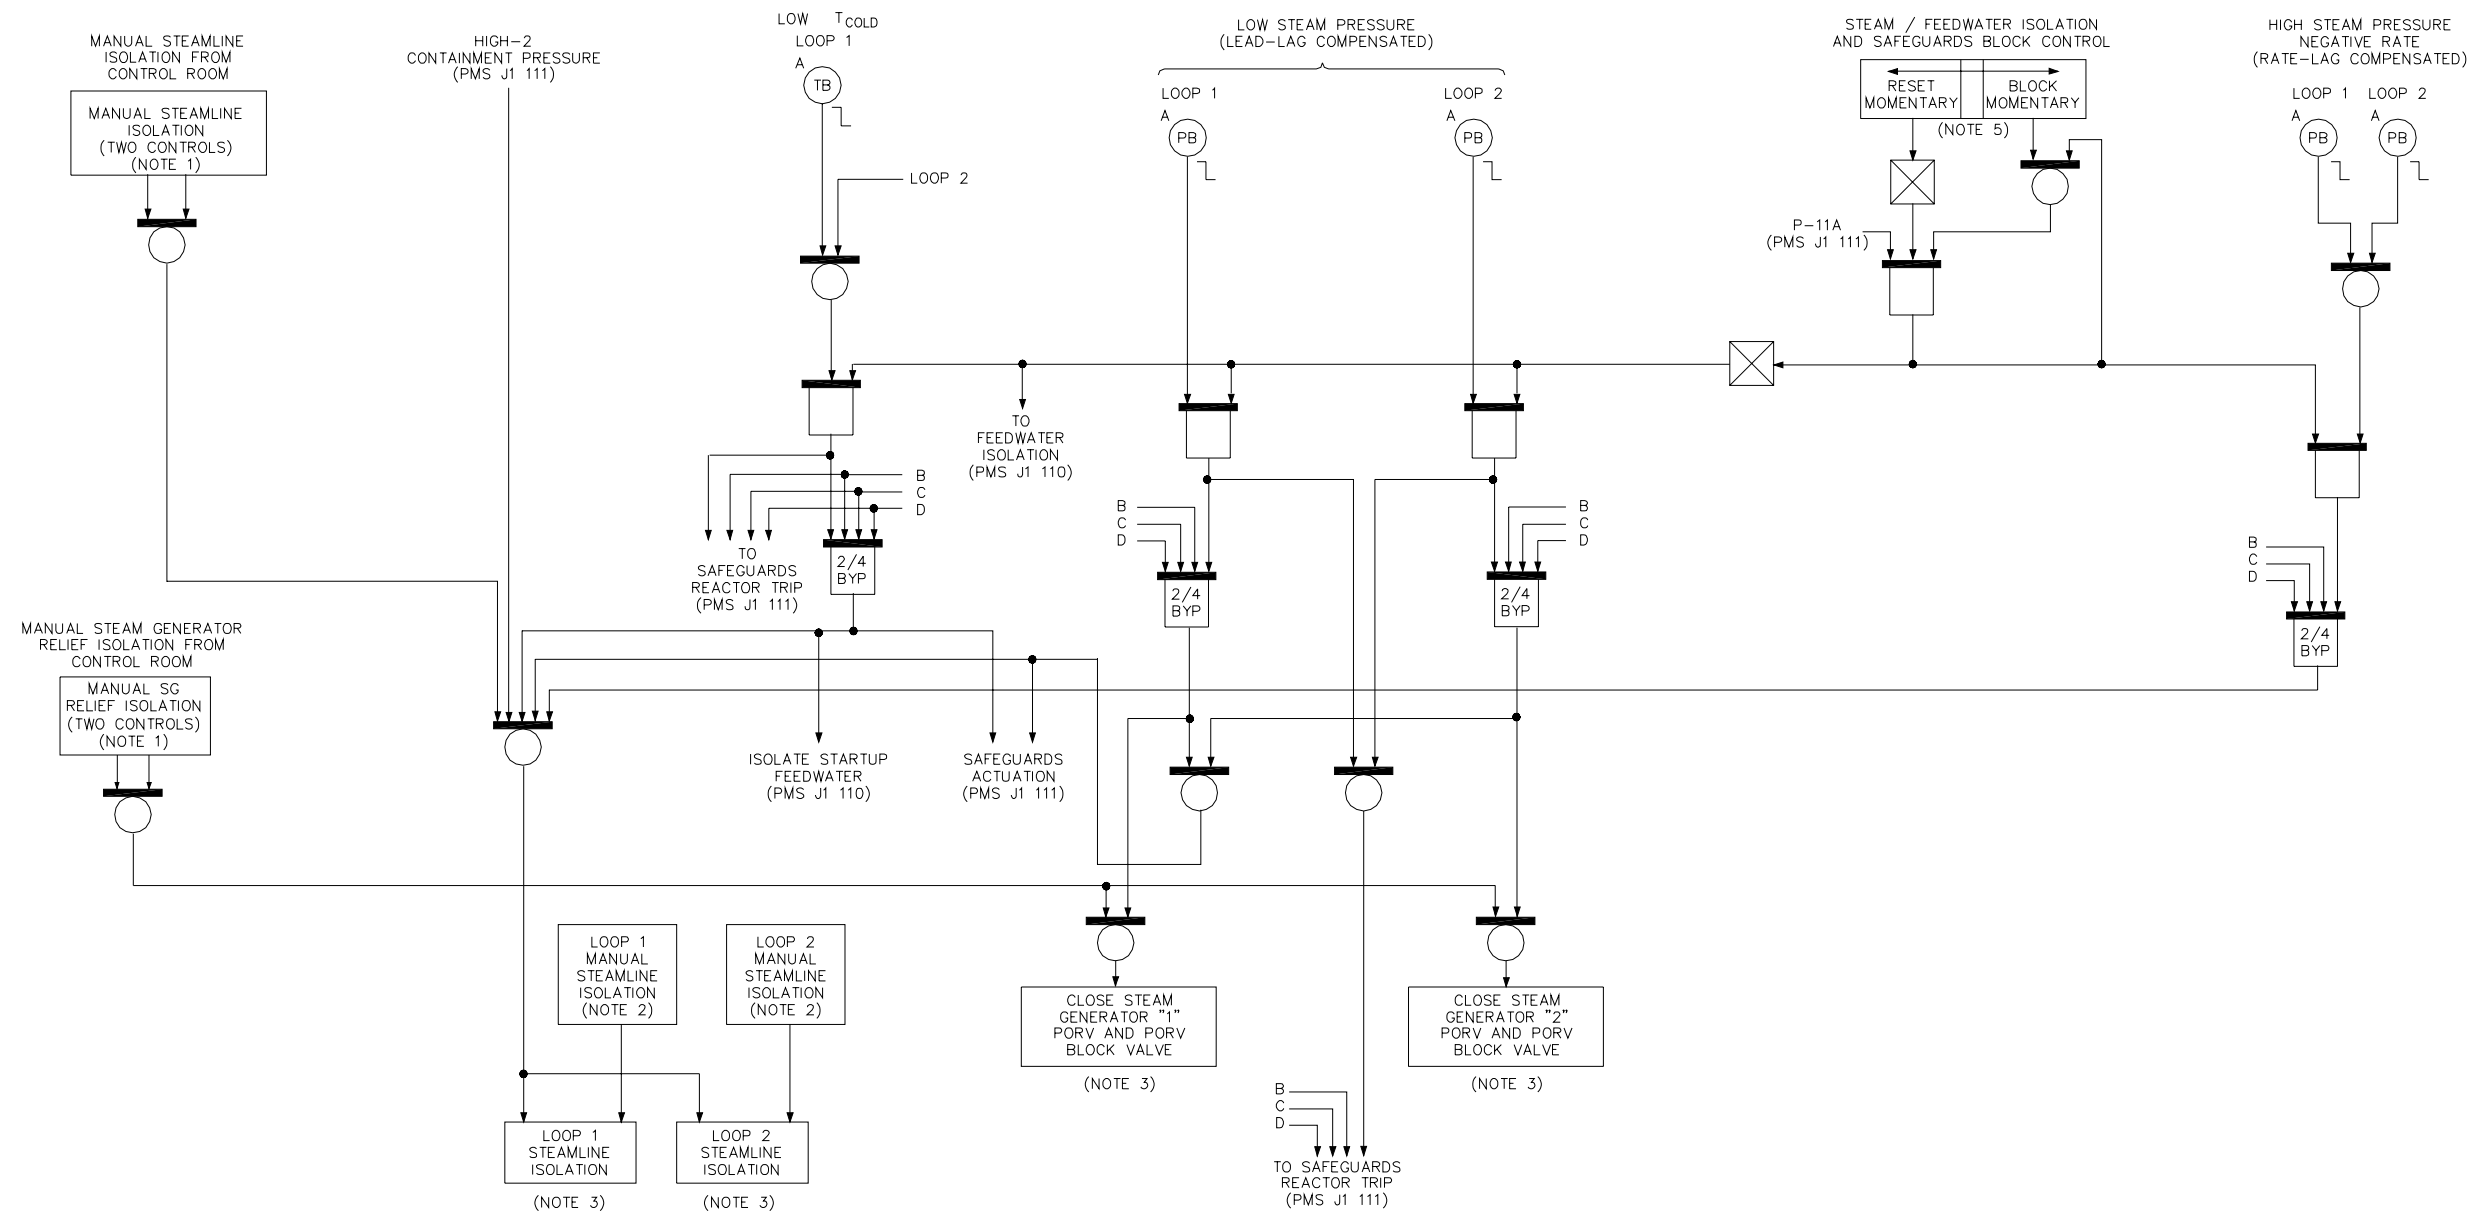 MANUAL STEAMLINE
ISOLATION FROM
CONTROL ROOM
MANUAL STEAMLINE
ISOLATION
(TWO CONTROLS)
(NOTE 1)
HIGH-2
CONTAINMENT PRESSURE
(PMS J1 111)
LOW TCOLD
LOOP 1
A
TB
LOOP 2
LOW STEAM PRESSURE
(LEAD-LAG COMPENSATED)
LOOP 1
A
PB
LOOP 2
A
PB
STEAM / FEEDWATER ISOLATION
AND SAFEGUARDS BLOCK CONTROL
RESET
MOMENTARY
BLOCK
MOMENTARY
(NOTE 5)
P-11A
(PMS J1 111)
HIGH STEAM PRESSURE
NEGATIVE RATE
(RATE-LAG COMPENSATED)
LOOP 1
A
PB
LOOP 2
A
PB
TO
FEEDWATER
ISOLATION
(PMS J1 110)
B
C
D
TO
SAFEGUARDS
REACTOR TRIP
(PMS J1 111)
2/4
BYP
B
C
D
2/4
BYP
B
C
D
2/4
BYP
B
C
D
2/4
BYP
MANUAL STEAM GENERATOR
RELIEF ISOLATION FROM
CONTROL ROOM
MANUAL SG
RELIEF ISOLATION
(TWO CONTROLS)
(NOTE 1)
ISOLATE STARTUP
FEEDWATER
(PMS J1 110)
SAFEGUARDS
ACTUATION
(PMS J1 111)
LOOP 1
MANUAL
STEAMLINE
ISOLATION
(NOTE 2)
LOOP 2
MANUAL
STEAMLINE
ISOLATION
(NOTE 2)
CLOSE STEAM
GENERATOR "1"
PORV AND PORV
BLOCK VALVE
(NOTE 3)
CLOSE STEAM
GENERATOR "2"
PORV AND PORV
BLOCK VALVE
(NOTE 3)
LOOP 1
STEAMLINE
ISOLATION
(NOTE 3)
LOOP 2
STEAMLINE
ISOLATION
(NOTE 3)
B
C
D
TO SAFEGUARDS
REACTOR TRIP
(PMS J1 111)